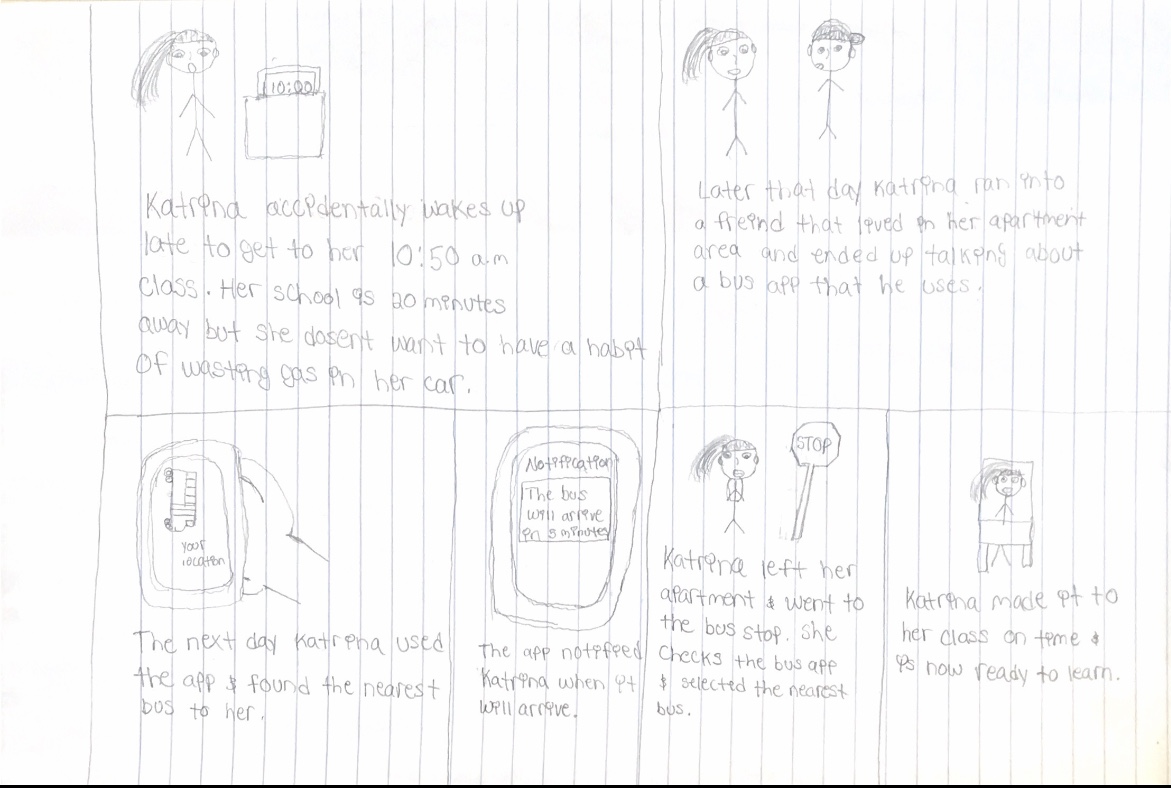 10:00
Katrina accidentally wakes up
late to get to her 10:50 a.m
class. Her school is 20 minutes
away but she dosent want to have a habit
of wasting gas in her car.
Later that day Katrina ran into
a freind that lived in her apartment
area and ended up talking about
a bus app that he uses.
your
location
The next day Katrina used
the app & found the nearest
bus to her.
Notification
The bus
will arrive
in 3 minutes
The app notified
Katrina when it
will arrive.
STOP
Katrina left her
apartment & went to
the bus stop. She
checks the bus app
& selected the nearest
bus.
Katrina made it to
her class on time &
is now ready to learn.